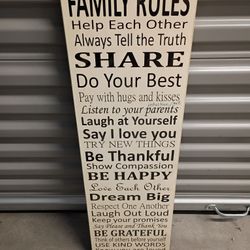 FAMILY RULES
Help Each Other
Always Tell the Truth
SHARE
Do Your Best
Pay with hugs and kisses
Listen to your parents
Laugh at Yourself
Say I love you
TRY NEW THINGS
Be Thankful
Show Compassion
BE HAPPY
Love Each Other
Dream Big
Respect One Another
Laugh Out Loud
Keep your promises
Say Please and Thank You
BE GRATEFUL
Think of others before yourself
USE KIND WORDS